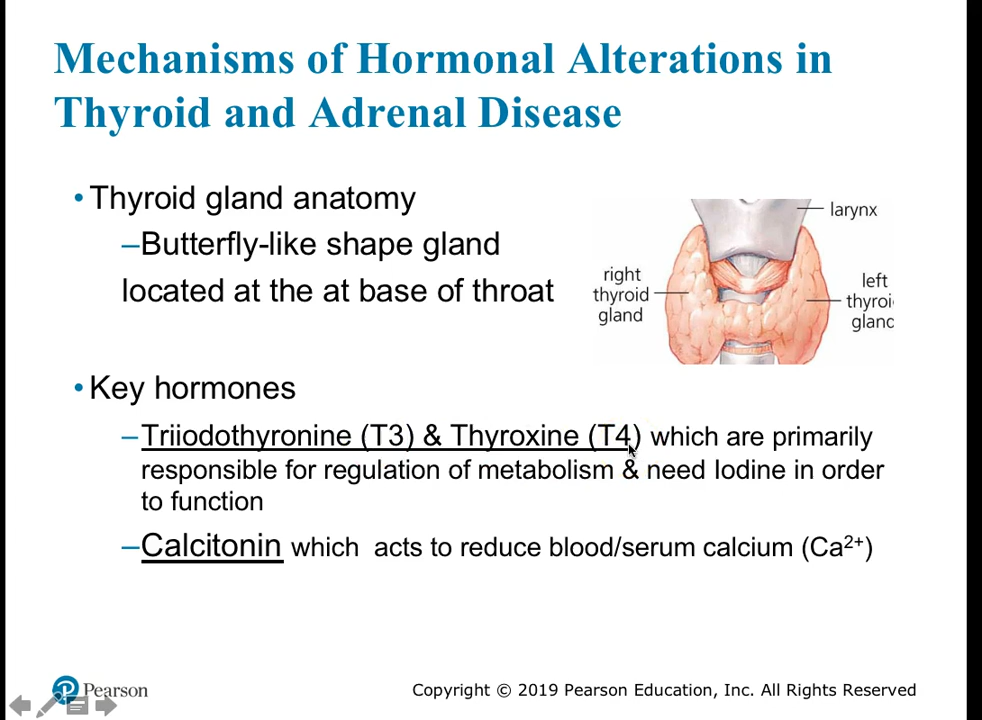 Mechanisms of Hormonal Alterations in
Thyroid and Adrenal Disease
• Thyroid gland anatomy
–Butterfly-like shape gland
located at the at base of throat
larynx
right
thyroid
gland
left
thyroi
glanc
• Key hormones
–Triiodothyronine (T3) & Thyroxine (T4) which are primarily
responsible for regulation of metabolism & need Iodine in order
to function
–Calcitonin which acts to reduce blood/serum calcium (Ca²⁺)
Pearson
Copyright © 2019 Pearson Education, Inc. All Rights Reserved